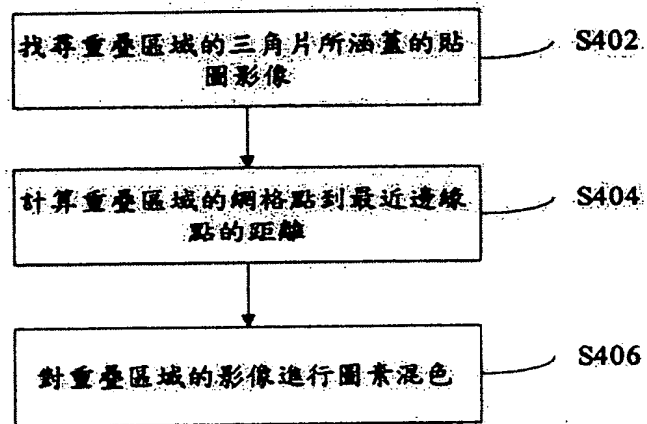 找尋重疊區域的三角片所涵蓋的貼
圖影像
S402
計算重疊區域的網格點到最近邊緣
點的距離
S404
對重疊區域的影像進行圖素混色
S406